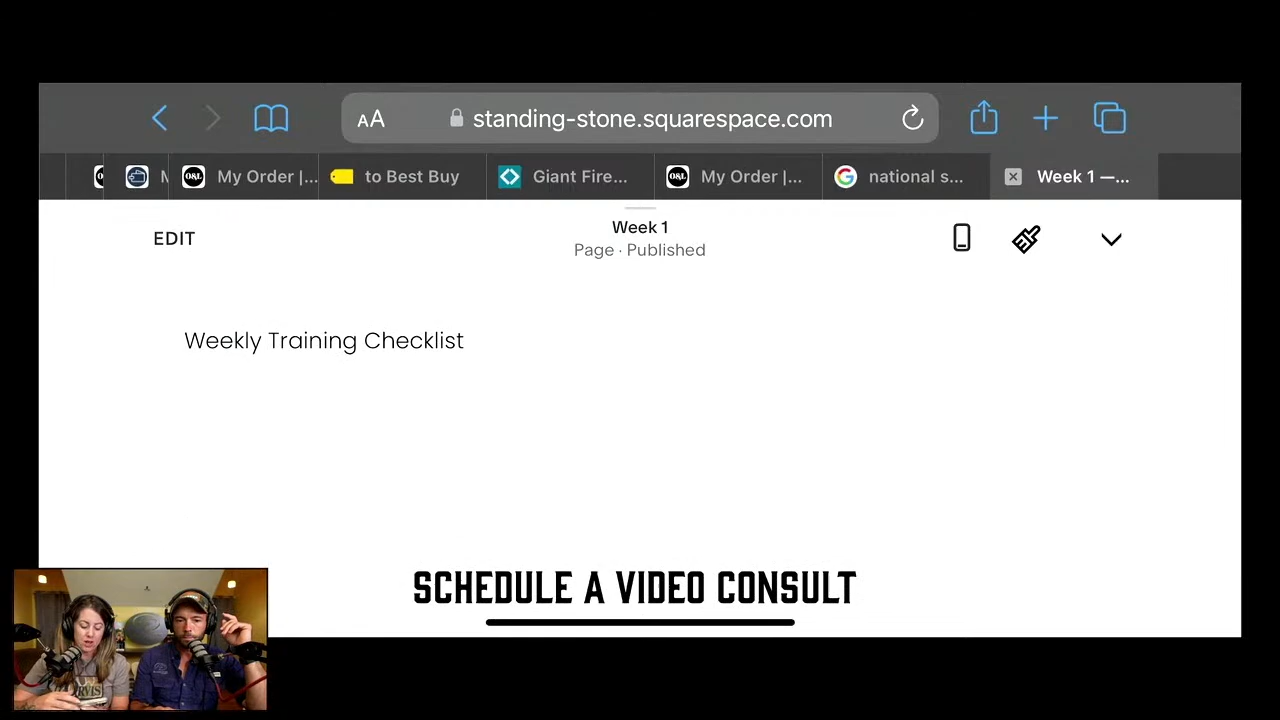 AA standing-stone.squarespace.com
O&L M My Order |... to Best Buy Giant Fire... O&L My Order |... G national s... Week 1 —...
EDIT
Week 1
Page · Published
Weekly Training Checklist
SCHEDULE A VIDEO CONSULT